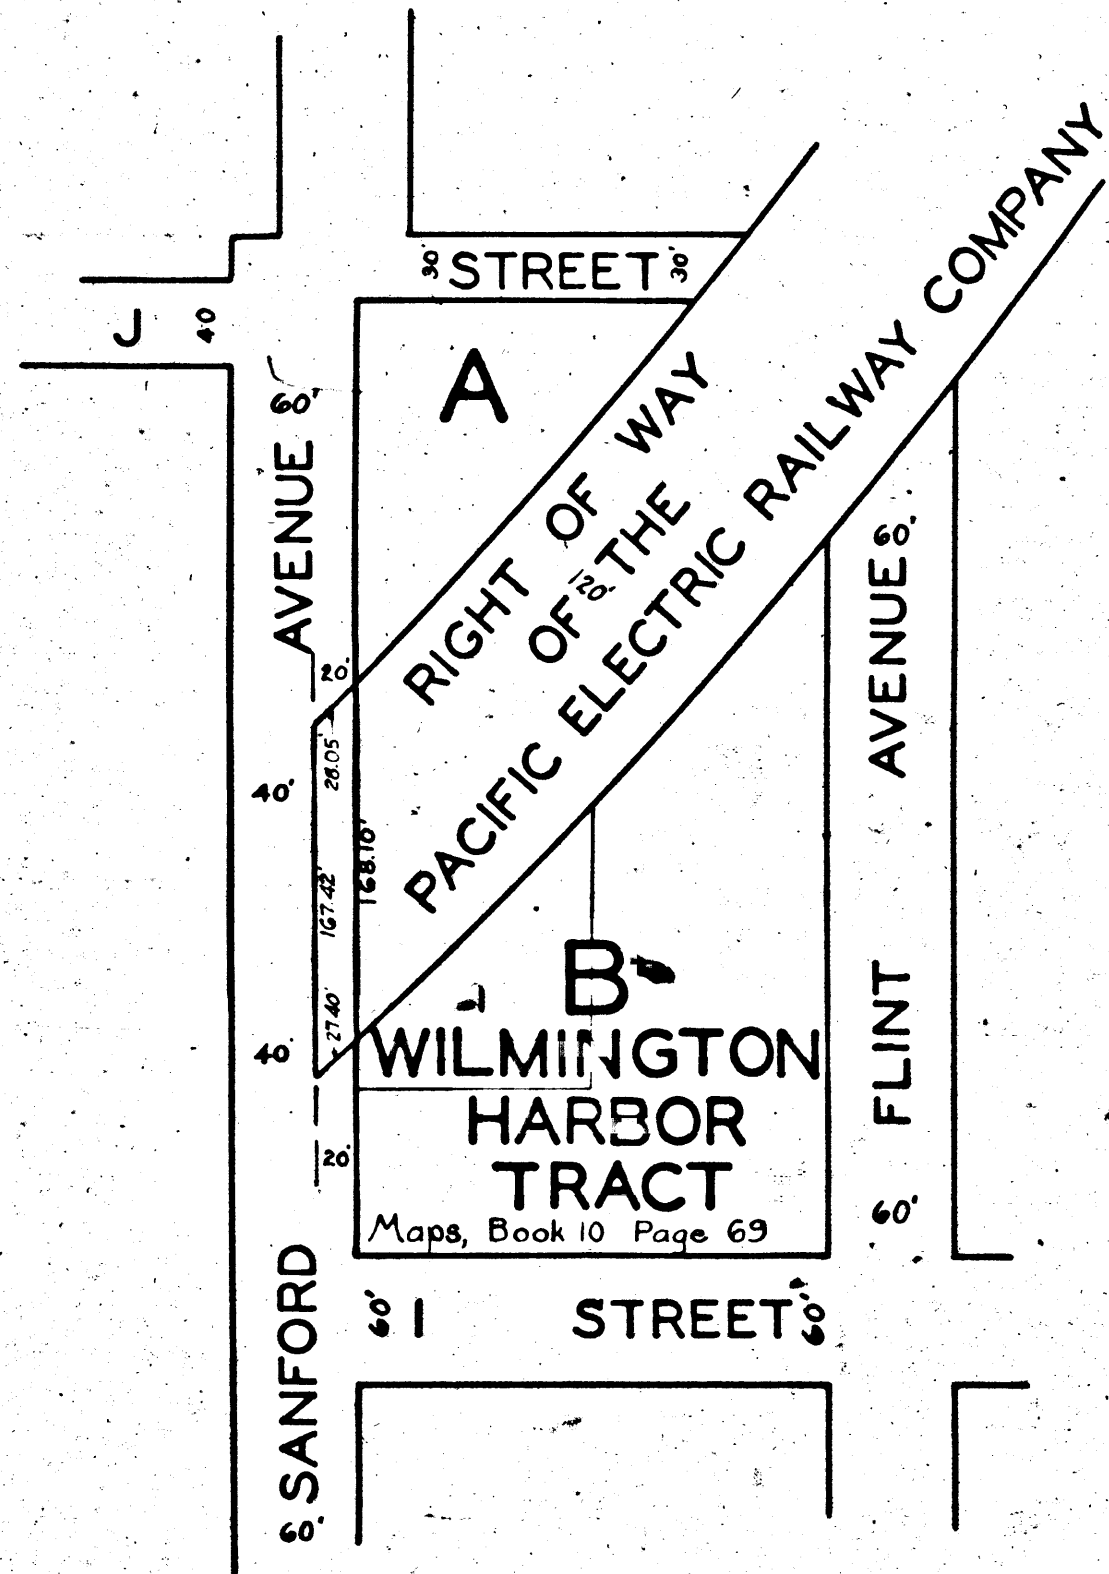 30' STREET 30'
J 40
A
60'
AVENUE
RIGHT OF WAY
OF THE
120'
PACIFIC ELECTRIC RAILWAY COMPANY
60'
AVENUE
20'
28.05'
40'
168.10'
167.42'
27.40'
40'
B
WILMINGTON
HARBOR
TRACT
Maps, Book 10 Page 69
20'
FLINT
60'
60' I STREET 60'
SANFORD
60'